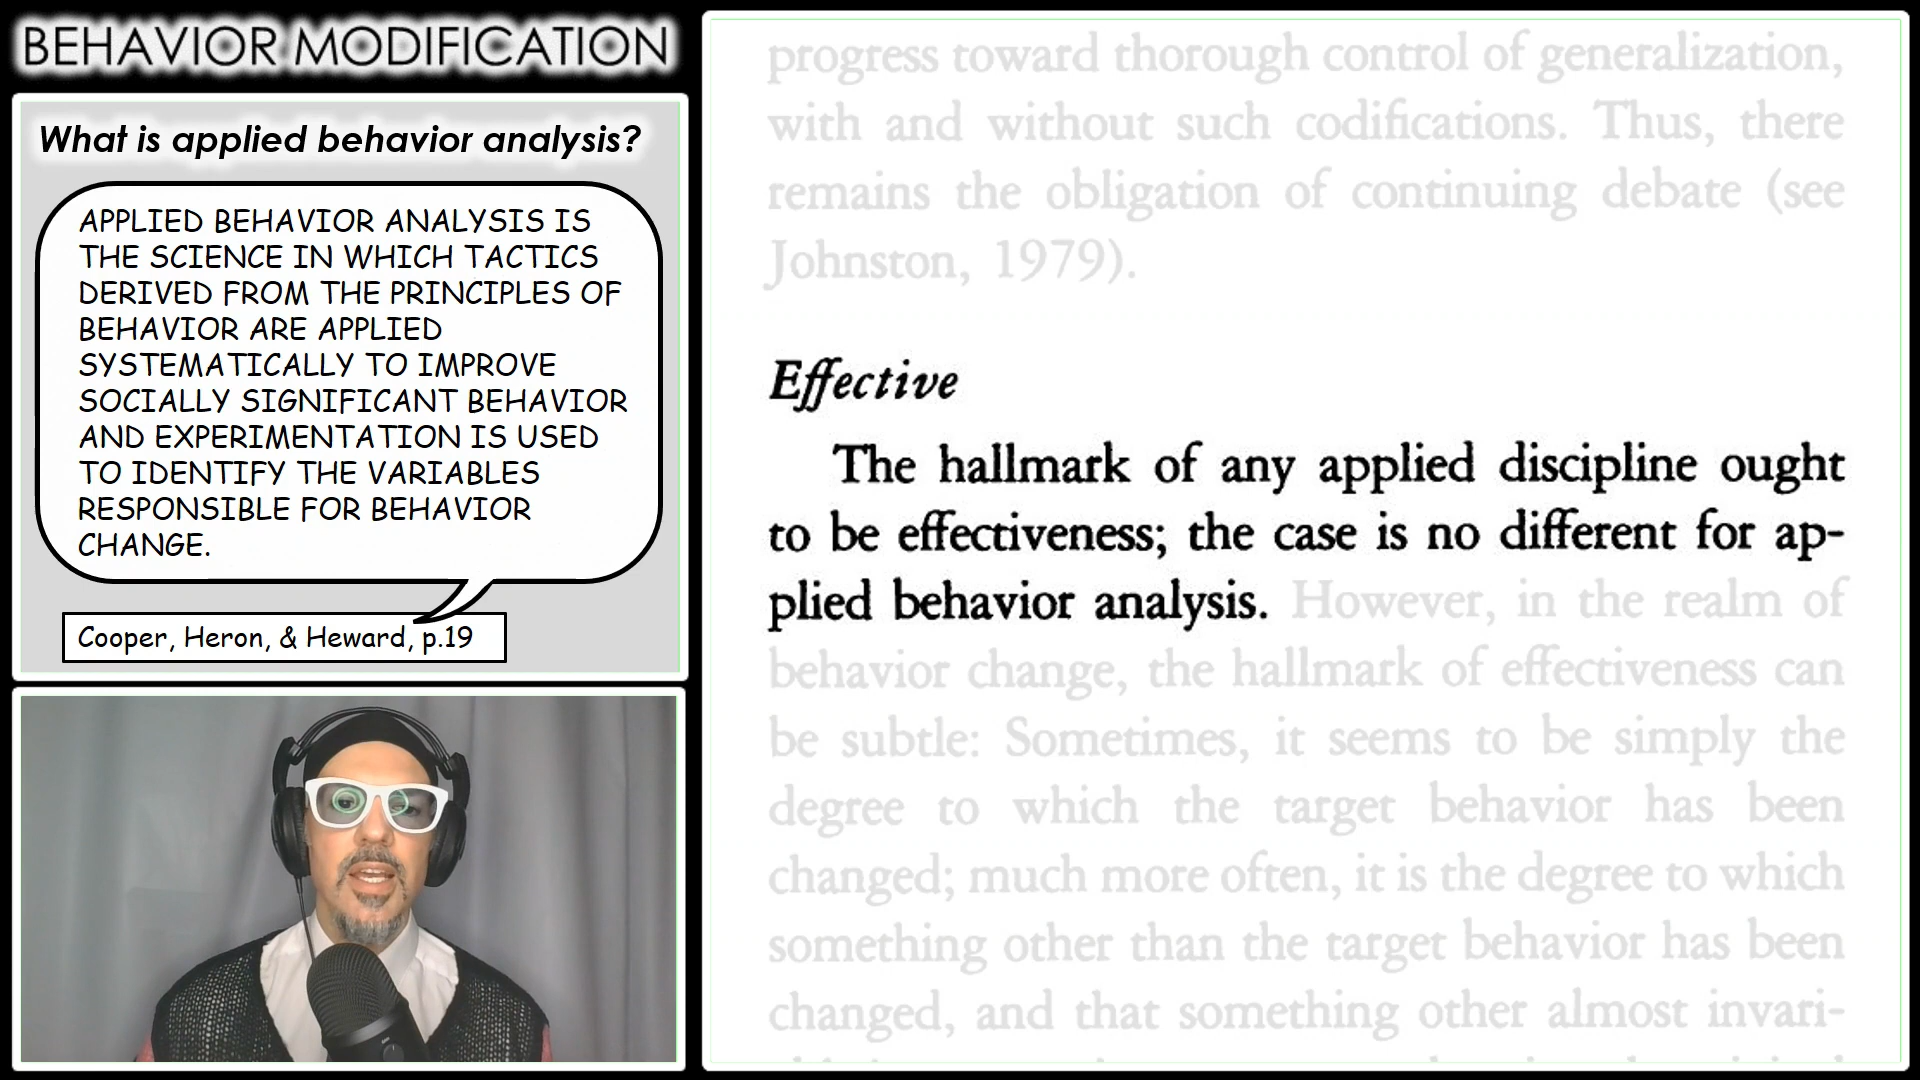 BEHAVIOR MODIFICATION
What is applied behavior analysis?
APPLIED BEHAVIOR ANALYSIS IS
THE SCIENCE IN WHICH TACTICS
DERIVED FROM THE PRINCIPLES OF
BEHAVIOR ARE APPLIED
SYSTEMATICALLY TO IMPROVE
SOCIALLY SIGNIFICANT BEHAVIOR
AND EXPERIMENTATION IS USED
TO IDENTIFY THE VARIABLES
RESPONSIBLE FOR BEHAVIOR
CHANGE.
Cooper, Heron, & Heward, p.19
progress toward thorough control of generalization,
with and without such codifications. Thus, there
remains the obligation of continuing debate (see
Johnston, 1979).
Effective
The hallmark of any applied discipline ought
to be effectiveness; the case is no different for ap-
plied behavior analysis. However, in the realm of
behavior change, the hallmark of effectiveness can
be subtle: Sometimes, it seems to be simply the
degree to which the target behavior has been
changed; much more often, it is the degree to which
something other than the target behavior has been
changed, and that something other almost invari-